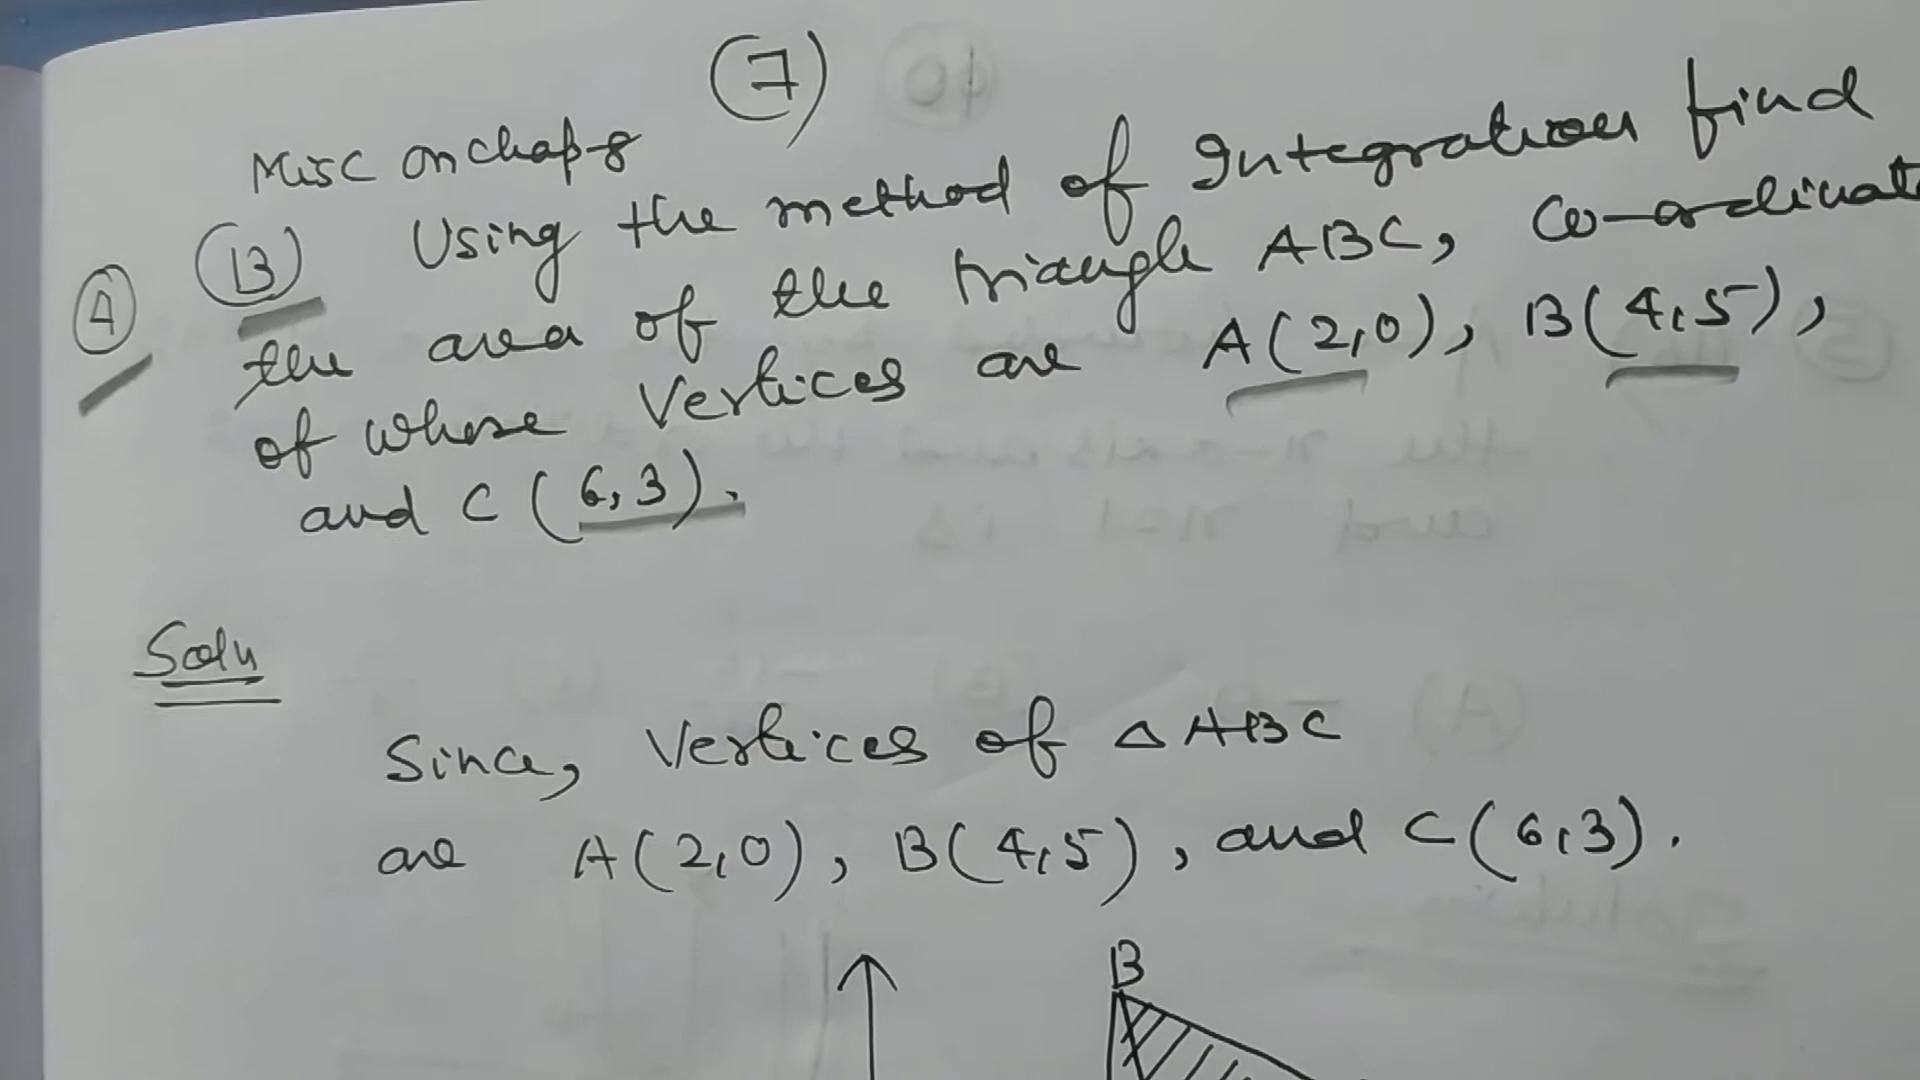 (7)
Misc on chap-8
(4) (13) Using the method of Integration find
the area of the triangle ABC, Co-ordinat
of whose Vertices are A(2,0), B(4,5),
and C(6,3).
Soln
Since, Vertices of △ABC
are A(2,0), B(4,5), and C(6,3).
B